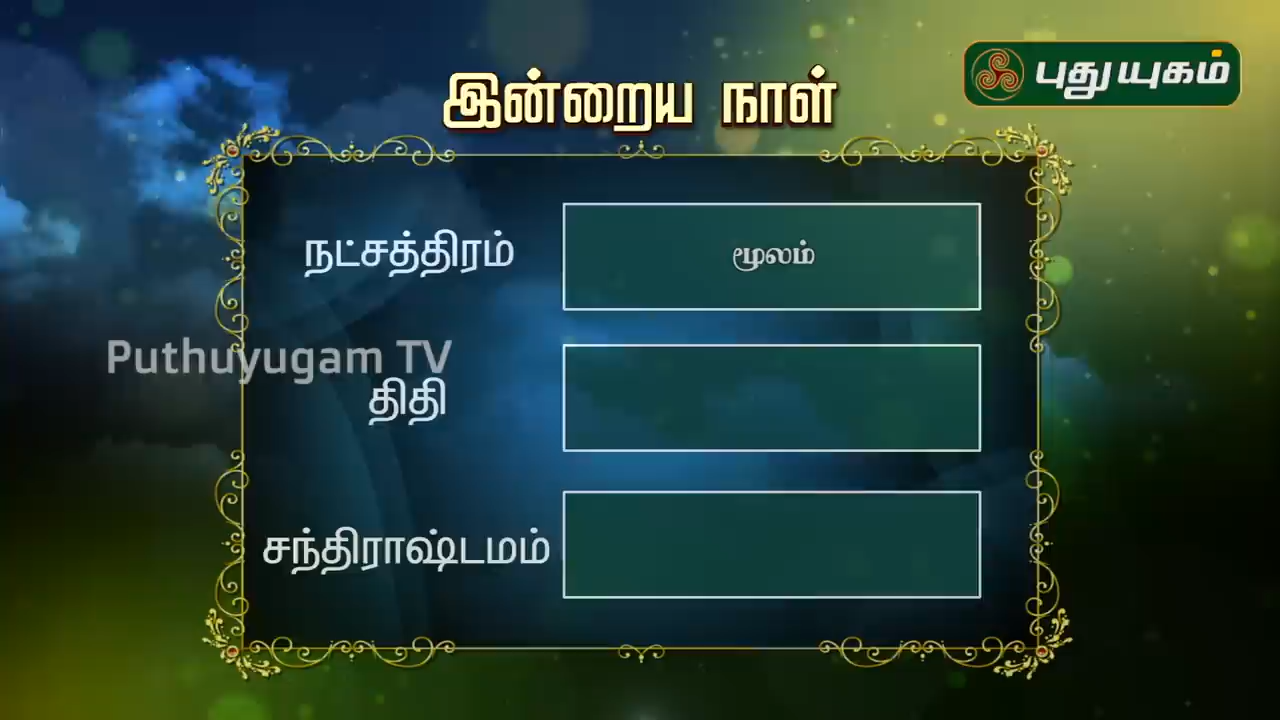 புதுயுகம்
இன்றைய நாள்
நட்சத்திரம்
மூலம்
Puthuyugam TV
திதி
சந்திராஷ்டமம்